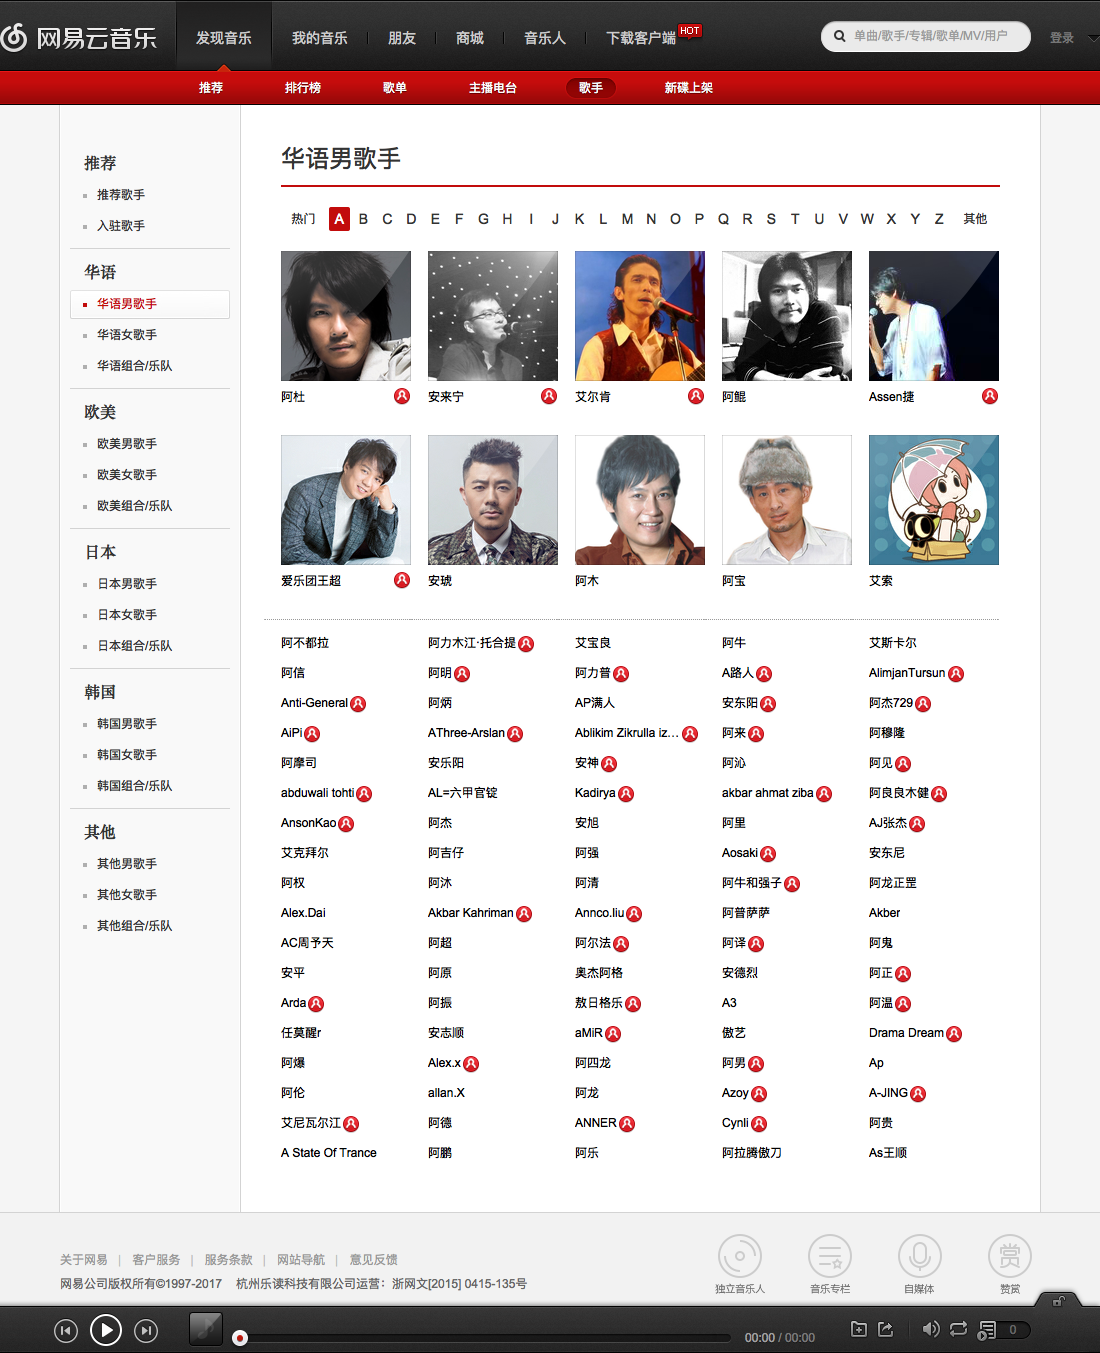 网易云音乐 发现音乐 我的音乐 朋友 商城 音乐人 下载客户端 HOT 单曲/歌手/专辑/歌单/MV/用户 登录
推荐 排行榜 歌单 主播电台 歌手 新碟上架
推荐
推荐歌手
入驻歌手
华语
华语男歌手
华语女歌手
华语组合/乐队
欧美
欧美男歌手
欧美女歌手
欧美组合/乐队
日本
日本男歌手
日本女歌手
日本组合/乐队
韩国
韩国男歌手
韩国女歌手
韩国组合/乐队
其他
其他男歌手
其他女歌手
其他组合/乐队
华语男歌手
热门 A B C D E F G H I J K L M N O P Q R S T U V W X Y Z 其他
阿杜 安来宁 艾尔肯 阿鲲 Assen捷
爱乐团王超 安琥 阿木 阿宝 艾索
阿不都拉 阿力木江·托合提 艾宝良 阿牛 艾斯卡尔
阿信 阿明 阿力普 A路人 AlimjanTursun
Anti-General 阿炳 AP满人 安东阳 阿杰729
AiPi AThree-Arslan Ablikim Zikrulla iz... 阿来 阿穆隆
阿摩司 安乐阳 安神 阿沁 阿见
abduwali tohti AL=六甲官锭 Kadirya akbar ahmat ziba 阿良良木健
AnsonKao 阿杰 安旭 阿里 AJ张杰
艾克拜尔 阿吉仔 阿强 Aosaki 安东尼
阿权 阿沐 阿清 阿牛和强子 阿龙正罡
Alex.Dai Akbar Kahriman Annco.liu 阿普萨萨 Akber
AC周予天 阿超 阿尔法 阿译 阿鬼
安平 阿原 奥杰阿格 安德烈 阿正
Arda 阿振 敖日格乐 A3 阿温
任莫醒r 安志顺 aMiR 傲艺 Drama Dream
阿爆 Alex.x 阿四龙 阿男 Ap
阿伦 allan.X 阿龙 Azoy A-JING
艾尼瓦尔江 阿德 ANNER Cynli 阿贵
A State Of Trance 阿鹏 阿乐 阿拉腾傲刀 As王顺
关于网易 | 客户服务 | 服务条款 | 网站导航 | 意见反馈
网易公司版权所有©1997-2017 杭州乐读科技有限公司运营：浙网文[2015] 0415-135号
赏
独立音乐人 音乐专栏 自媒体 赞赏
00:00 / 00:00 0